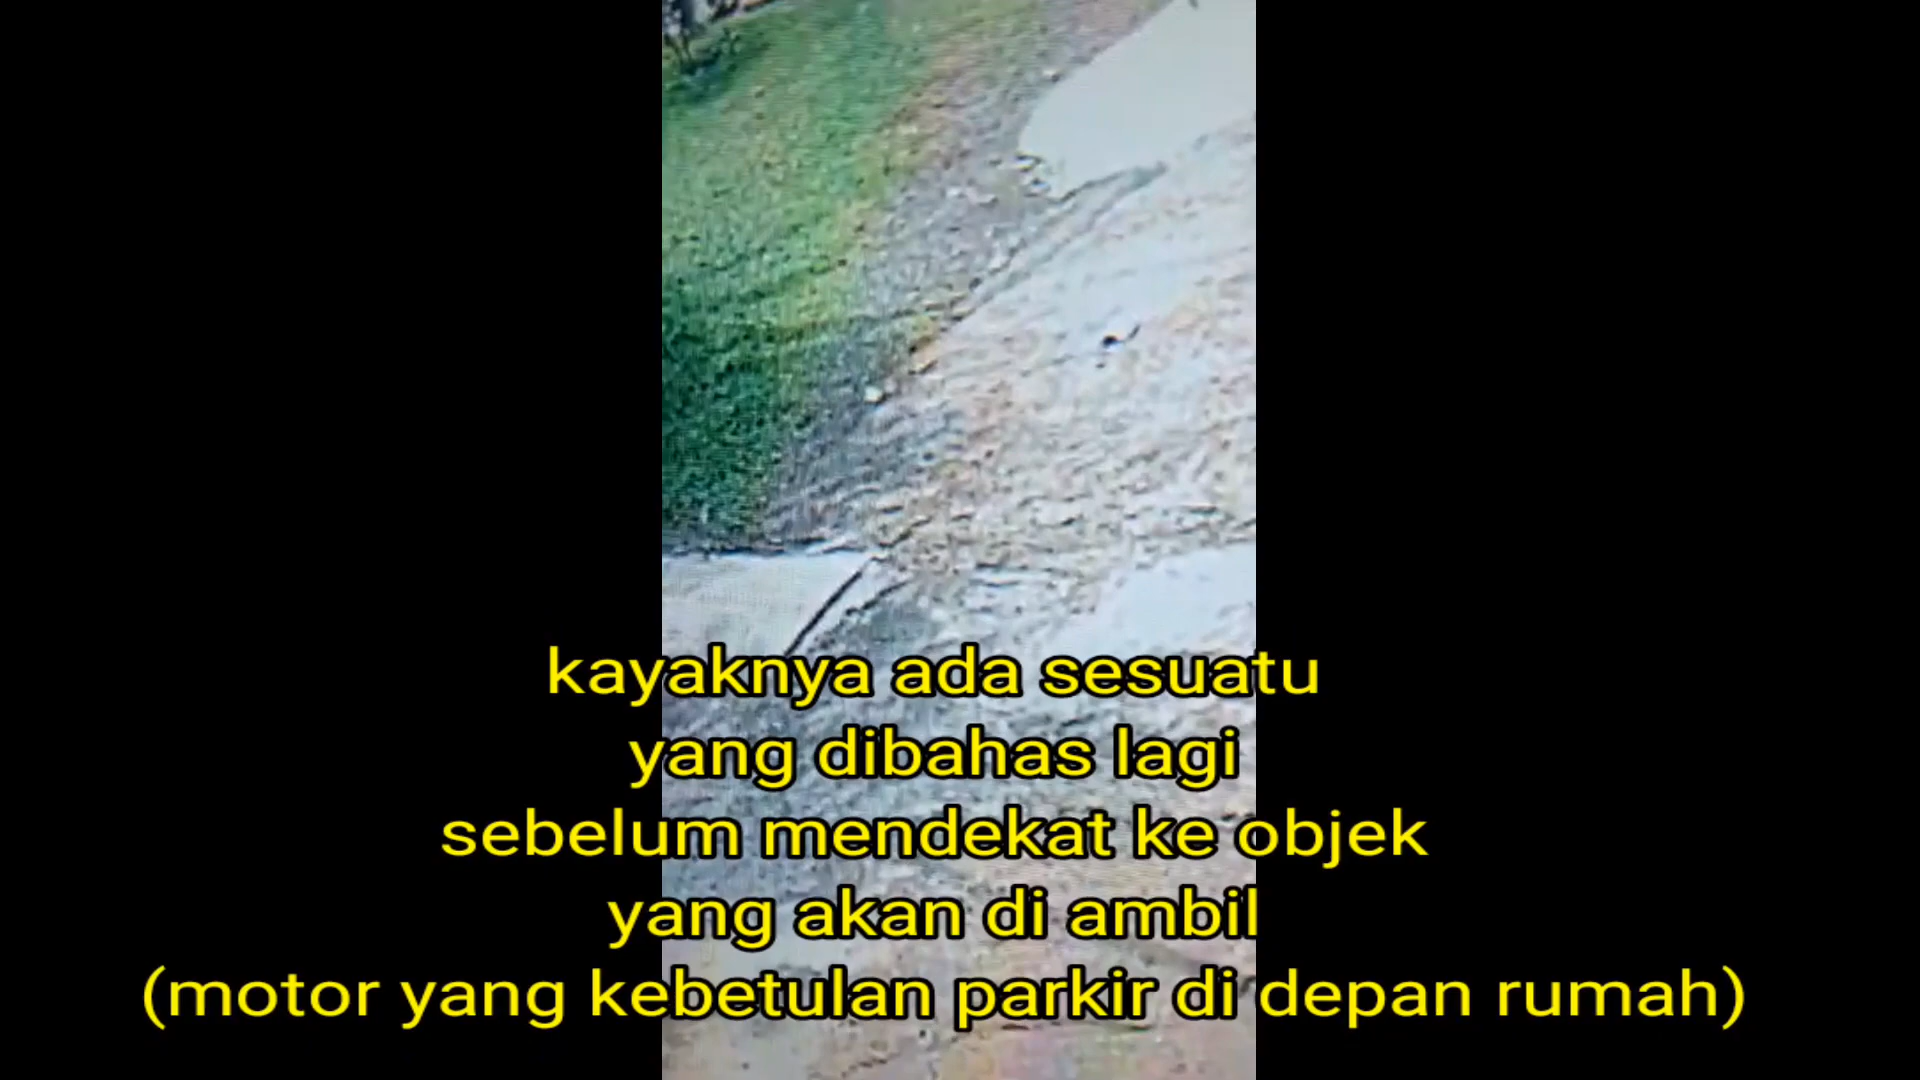 kayaknya ada sesuatu
yang dibahas lagi
sebelum mendekat ke objek
yang akan di ambil
(motor yang kebetulan parkir di depan rumah)